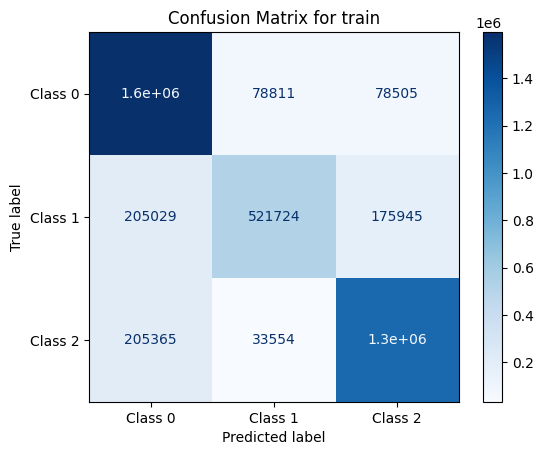 Confusion Matrix for train
1e6
Class 0
1.6e+06 78811 78505
1.4
1.2
1.0
Class 1
205029 521724 175945
0.8
0.6
0.4
Class 2
205365 33554 1.3e+06
0.2
Class 0 Class 1 Class 2
True label
Predicted label